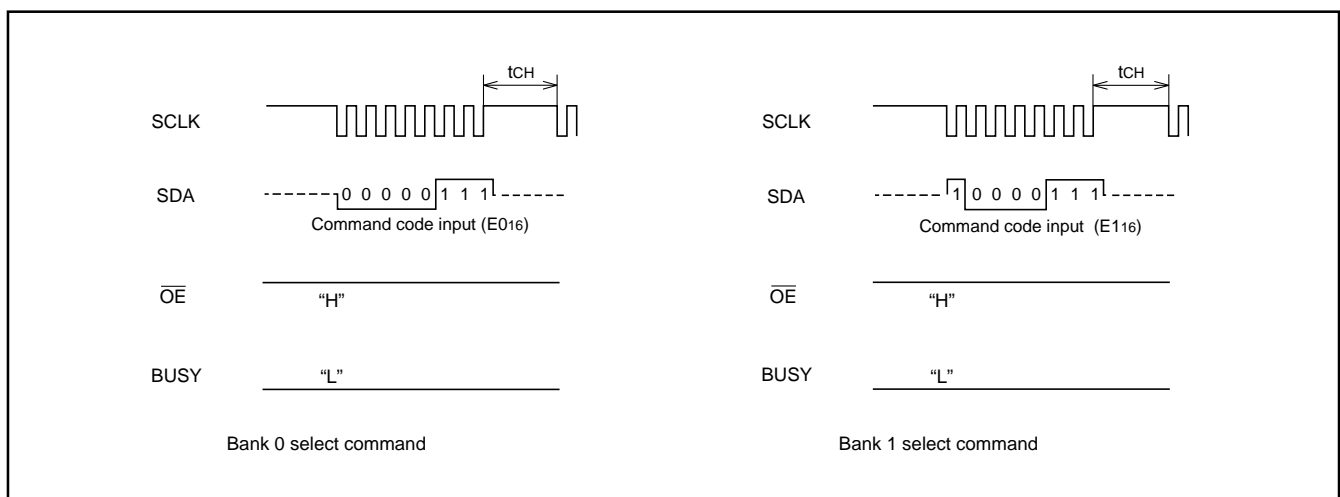 tCH
SCLK
SDA
0 0 0 0 0 1 1 1
Command code input (E016)
OE
“H”
BUSY
“L”
Bank 0 select command
tCH
SCLK
SDA
1 0 0 0 0 1 1 1
Command code input (E116)
OE
“H”
BUSY
“L”
Bank 1 select command